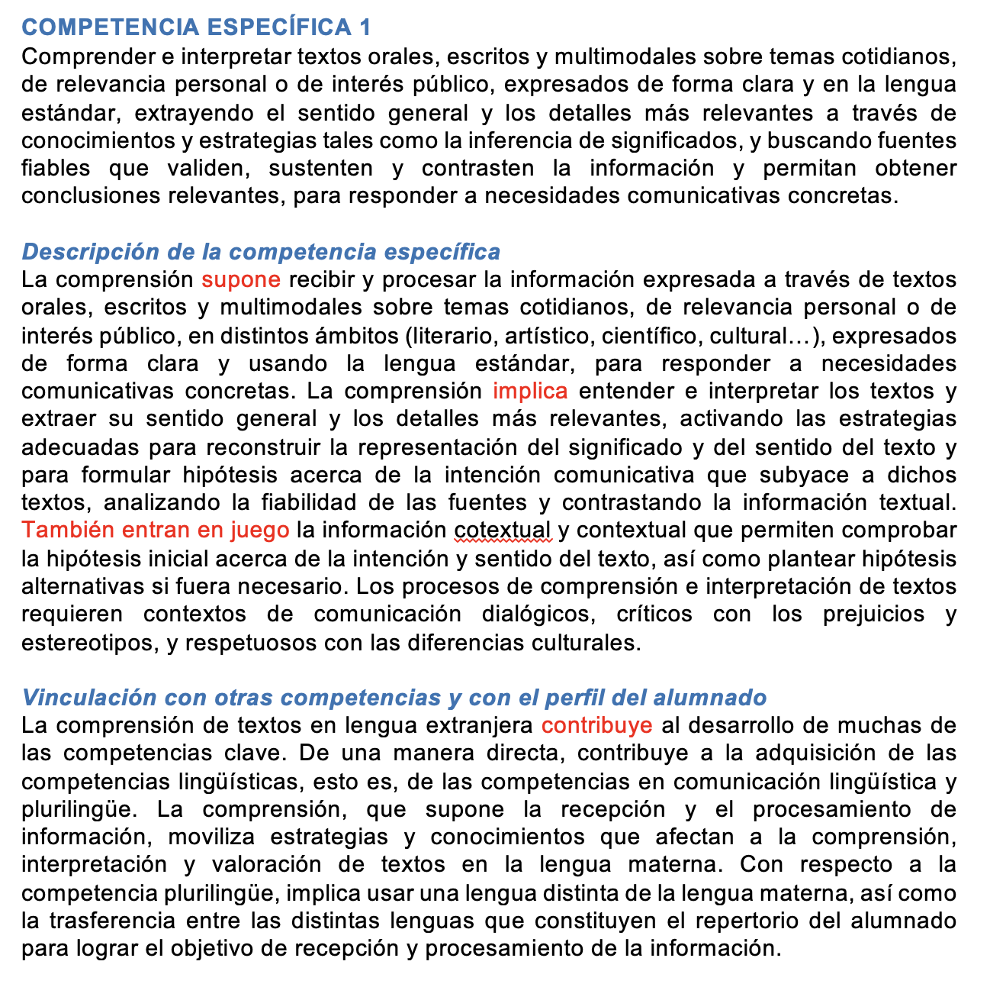 COMPETENCIA ESPECÍFICA 1
Comprender e interpretar textos orales, escritos y multimodales sobre temas cotidianos,
de relevancia personal o de interés público, expresados de forma clara y en la lengua
estándar, extrayendo el sentido general y los detalles más relevantes a través de
conocimientos y estrategias tales como la inferencia de significados, y buscando fuentes
fiables que validen, sustenten y contrasten la información y permitan obtener
conclusiones relevantes, para responder a necesidades comunicativas concretas.
Descripción de la competencia específica
La comprensión supone recibir y procesar la información expresada a través de textos
orales, escritos y multimodales sobre temas cotidianos, de relevancia personal o de
interés público, en distintos ámbitos (literario, artístico, científico, cultural…), expresados
de forma clara y usando la lengua estándar, para responder a necesidades
comunicativas concretas. La comprensión implica entender e interpretar los textos y
extraer su sentido general y los detalles más relevantes, activando las estrategias
adecuadas para reconstruir la representación del significado y del sentido del texto y
para formular hipótesis acerca de la intención comunicativa que subyace a dichos
textos, analizando la fiabilidad de las fuentes y contrastando la información textual.
También entran en juego la información cotextual y contextual que permiten comprobar
la hipótesis inicial acerca de la intención y sentido del texto, así como plantear hipótesis
alternativas si fuera necesario. Los procesos de comprensión e interpretación de textos
requieren contextos de comunicación dialógicos, críticos con los prejuicios y
estereotipos, y respetuosos con las diferencias culturales.
Vinculación con otras competencias y con el perfil del alumnado
La comprensión de textos en lengua extranjera contribuye al desarrollo de muchas de
las competencias clave. De una manera directa, contribuye a la adquisición de las
competencias lingüísticas, esto es, de las competencias en comunicación lingüística y
plurilingüe. La comprensión, que supone la recepción y el procesamiento de
información, moviliza estrategias y conocimientos que afectan a la comprensión,
interpretación y valoración de textos en la lengua materna. Con respecto a la
competencia plurilingüe, implica usar una lengua distinta de la lengua materna, así como
la trasferencia entre las distintas lenguas que constituyen el repertorio del alumnado
para lograr el objetivo de recepción y procesamiento de la información.